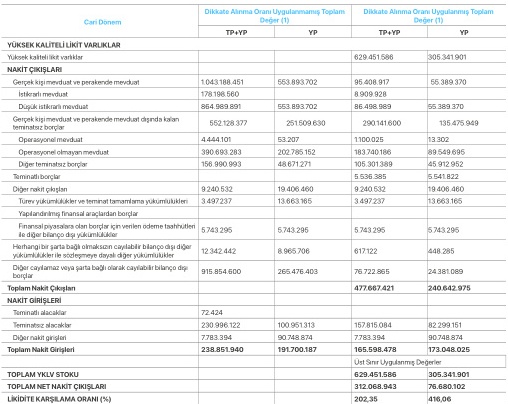 Cari Dönem
Dikkate Alınma Oranı Uygulanmamış Toplam Değer (1)
Dikkate Alınma Oranı Uygulanmış Toplam Değer (1)
TP+YP YP TP+YP YP
YÜKSEK KALİTELİ LİKİT VARLIKLAR
Yüksek kaliteli likit varlıklar 629.451.586 305.341.901
NAKİT ÇIKIŞLARI
Gerçek kişi mevduat ve perakende mevduat 1.043.188.451 553.893.702 95.408.917 55.389.370
İstikrarlı mevduat 178.198.560 8.909.928
Düşük istikrarlı mevduat 864.989.891 553.893.702 86.498.989 55.389.370
Gerçek kişi mevduat ve perakende mevduat dışında kalan
teminatsız borçlar 552.128.377 251.509.630 290.141.600 135.475.949
Operasyonel mevduat 4.444.101 53.207 1.100.025 13.302
Operasyonel olmayan mevduat 390.693.283 202.785.152 183.740.186 89.549.695
Diğer teminatsız borçlar 156.990.993 48.671.271 105.301.389 45.912.952
Teminatlı borçlar 5.536.385 5.541.822
Diğer nakit çıkışları 9.240.532 19.406.460 9.240.532 19.406.460
Türev yükümlülükler ve teminat tamamlama yükümlülükleri 3.497.237 13.663.165 3.497.237 13.663.165
Yapılandırılmış finansal araçlardan borçlar
Finansal piyasalara olan borçlar için verilen ödeme taahhütleri
ile diğer bilanço dışı yükümlülükler 5.743.295 5.743.295 5.743.295 5.743.295
Herhangi bir şarta bağlı olmaksızın cayılabilir bilanço dışı diğer
yükümlülükler ile sözleşmeye dayalı diğer yükümlülükler 12.342.442 8.965.706 617.122 448.285
Diğer cayılamaz veya şarta bağlı olarak cayılabilir bilanço dışı
borçlar 915.854.600 265.476.403 76.722.865 24.381.089
Toplam Nakit Çıkışları 477.667.421 240.642.975
NAKİT GİRİŞLERİ
Teminatlı alacaklar 72.424
Teminatsız alacaklar 230.996.122 100.951.313 157.815.084 82.299.151
Diğer nakit girişleri 7.783.394 90.748.874 7.783.394 90.748.874
Toplam Nakit Girişleri 238.851.940 191.700.187 165.598.478 173.048.025
Üst Sınır Uygulanmış Değerler
TOPLAM YKLV STOKU 629.451.586 305.341.901
TOPLAM NET NAKİT ÇIKIŞLARI 312.068.943 76.680.102
LİKİDİTE KARŞILAMA ORANI (%) 202,35 416,06